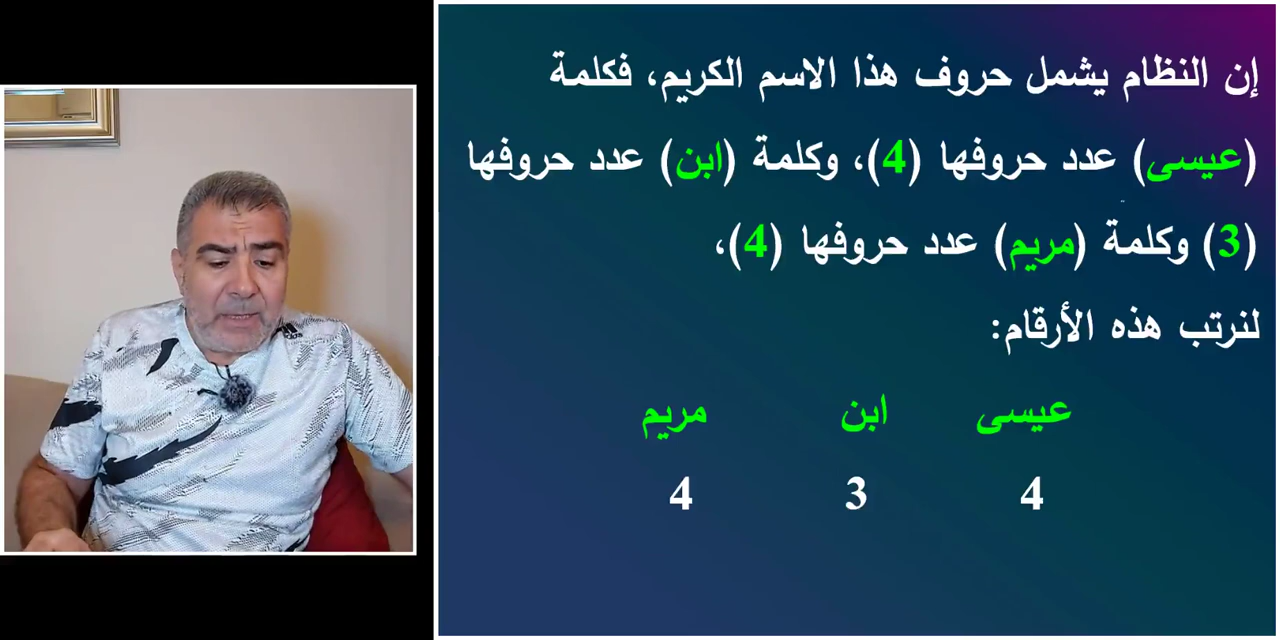 إن النظام يشمل حروف هذا الاسم الكريم، فكلمة
(عيسى) عدد حروفها (4)، وكلمة (ابن) عدد حروفها
(3) وكلمة (مريم) عدد حروفها (4)،
لنرتب هذه الأرقام:
عيسى ابن مريم
4 3 4
adidas